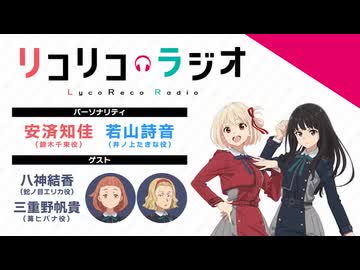 リコリコ・ラジオ
LycoReco Radio
パーソナリティ
安済知佳
（錦木千束役）
若山詩音
（井ノ上たきな役）
ゲスト
八神結香
（蛇ノ目エリカ役）
三重野帆貴
（篝ヒバナ役）